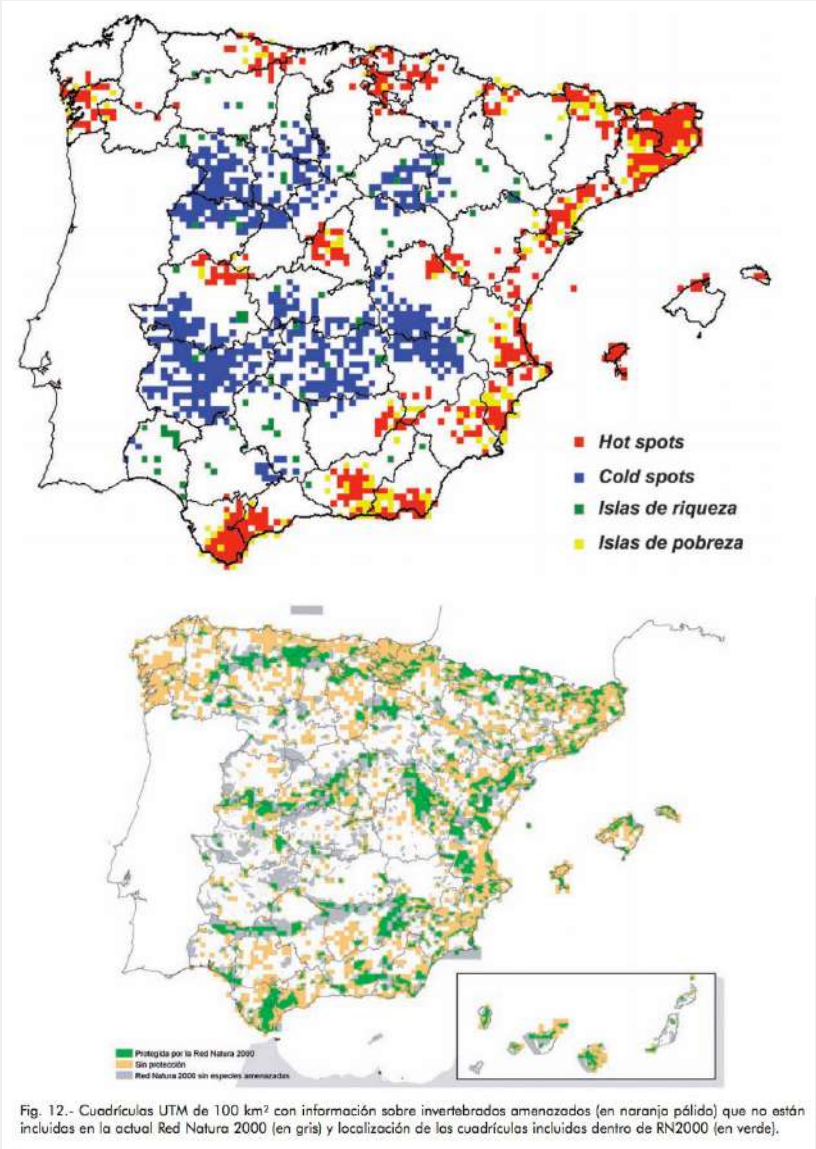 Hot spots
Cold spots
Islas de riqueza
Islas de pobreza
Protegida por la Red Natura 2000
Sin protección
Red Natura 2000 sin especies amenazadas
Fig. 12.- Cuadrículas UTM de 100 km² con información sobre invertebrados amenazados (en naranja pálido) que no están
incluidas en la actual Red Natura 2000 (en gris) y localización de las cuadrículas incluidas dentro de RN2000 (en verde).